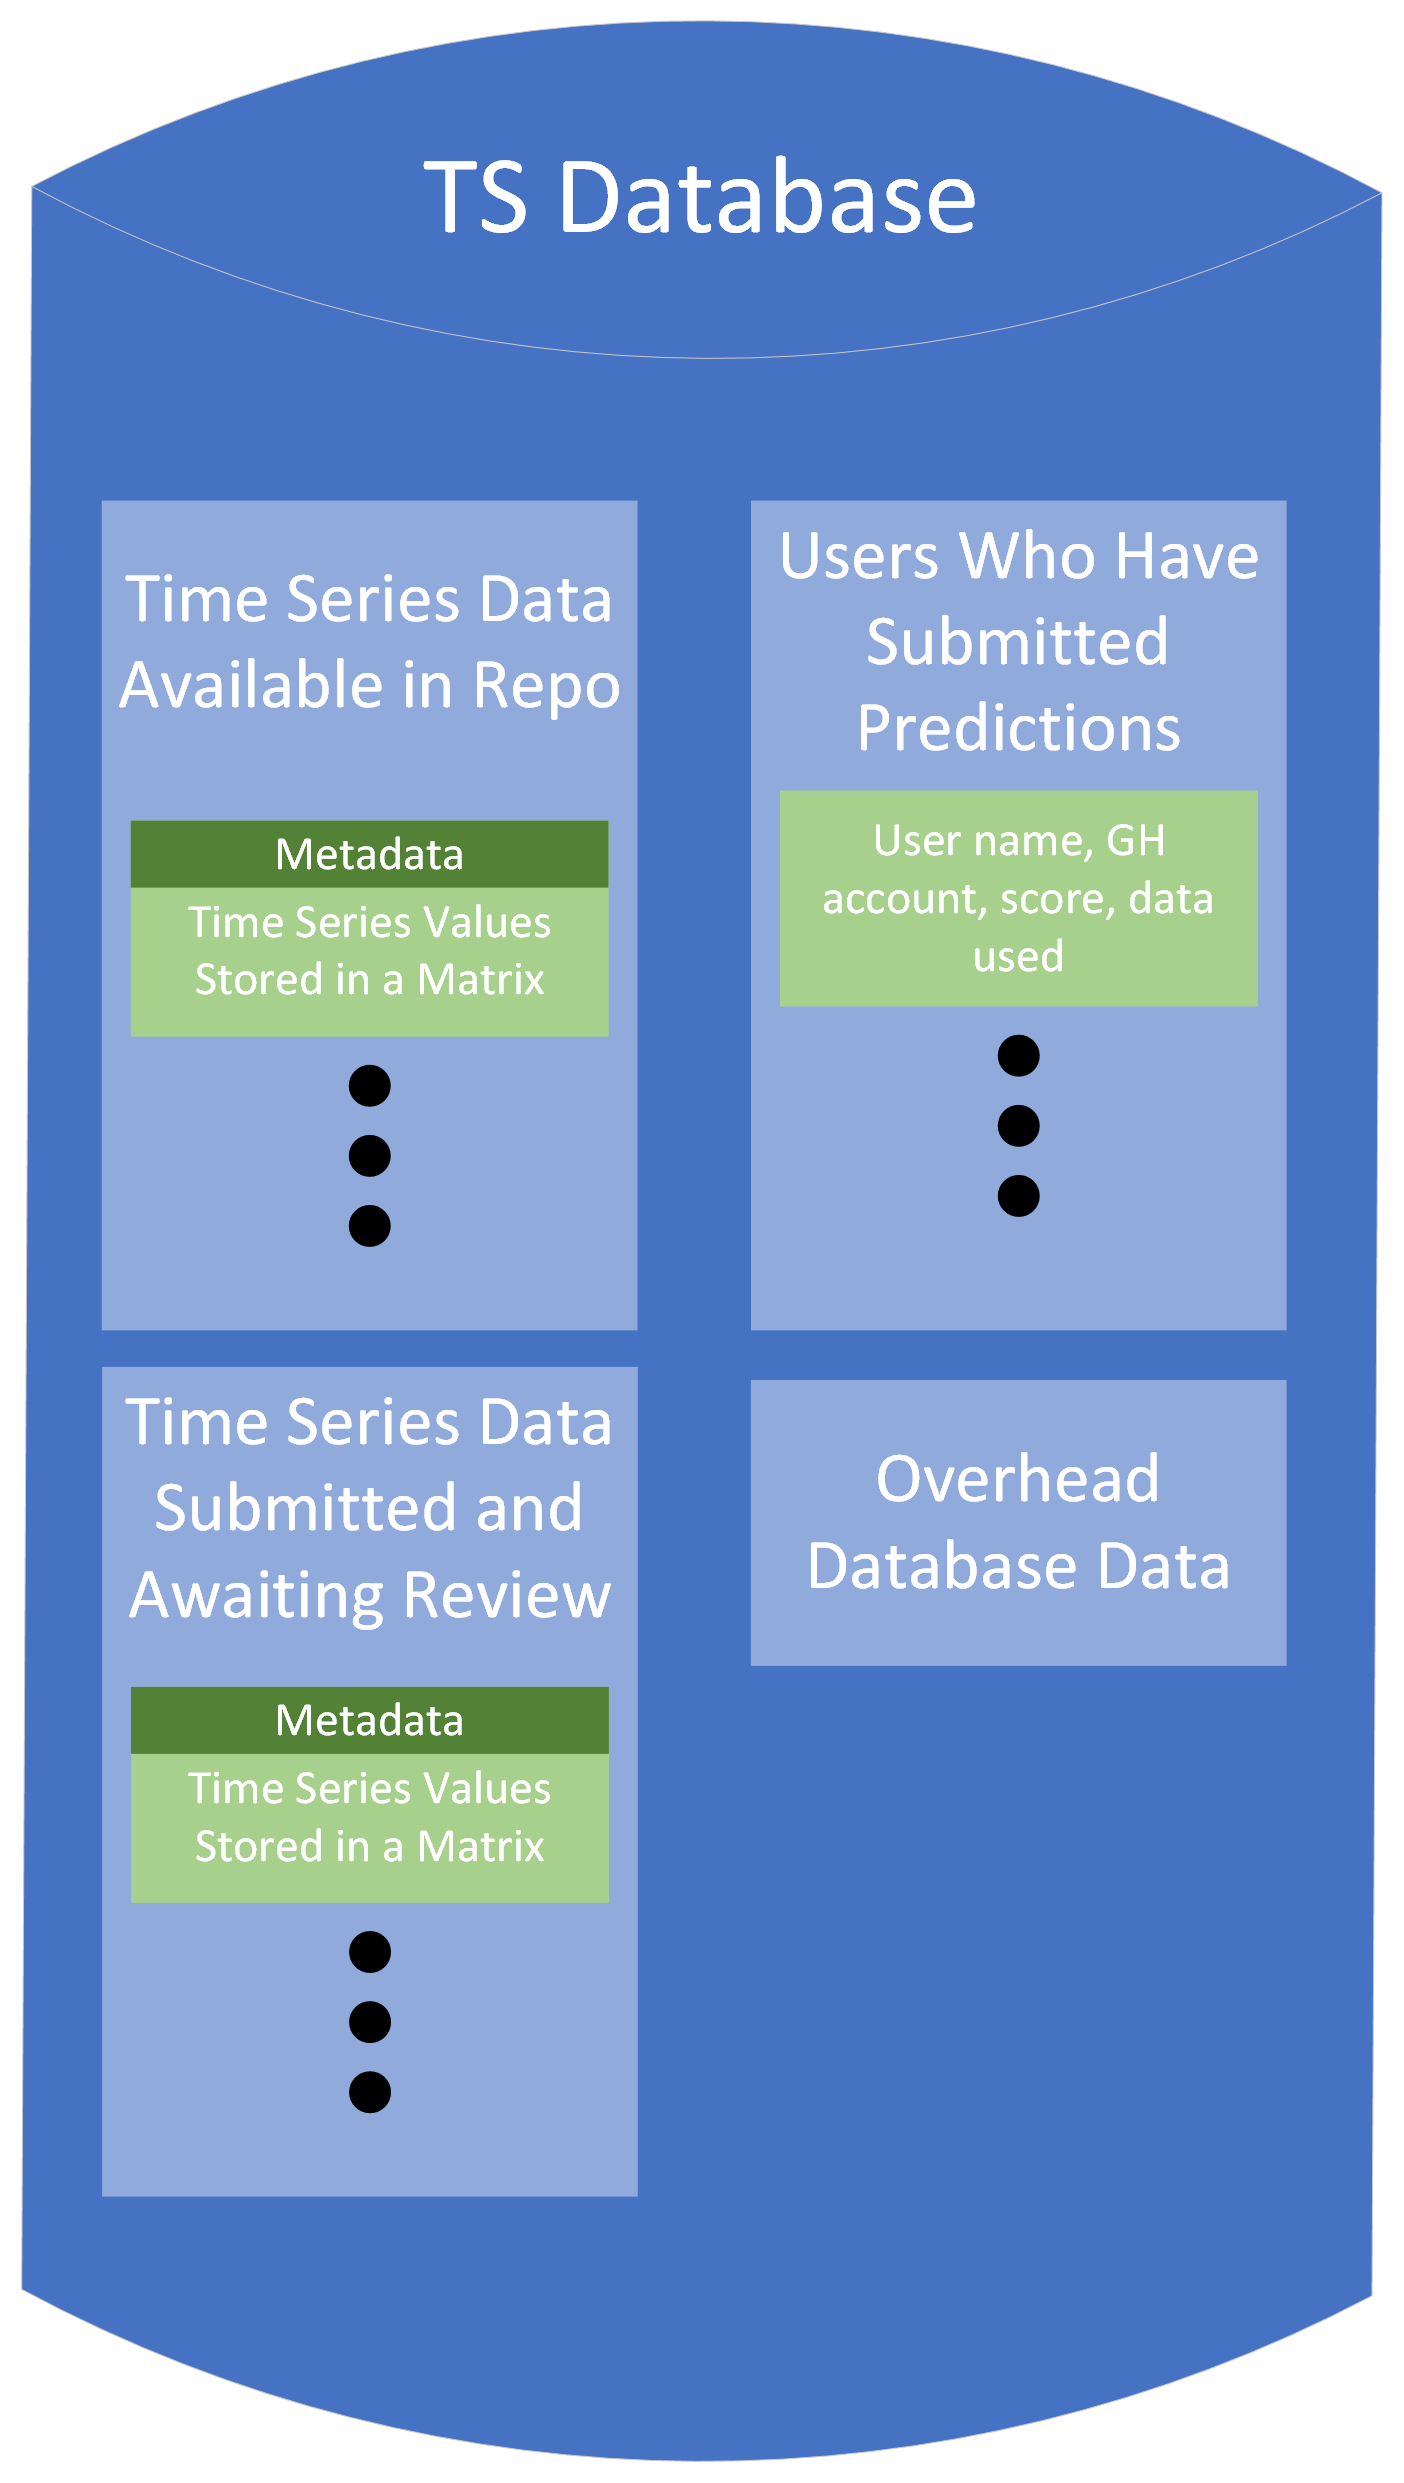 TS Database
Time Series Data
Available in Repo
Metadata
Time Series Values
Stored in a Matrix
Users Who Have
Submitted
Predictions
User name, GH
account, score, data
used
Time Series Data
Submitted and
Awaiting Review
Metadata
Time Series Values
Stored in a Matrix
Overhead
Database Data